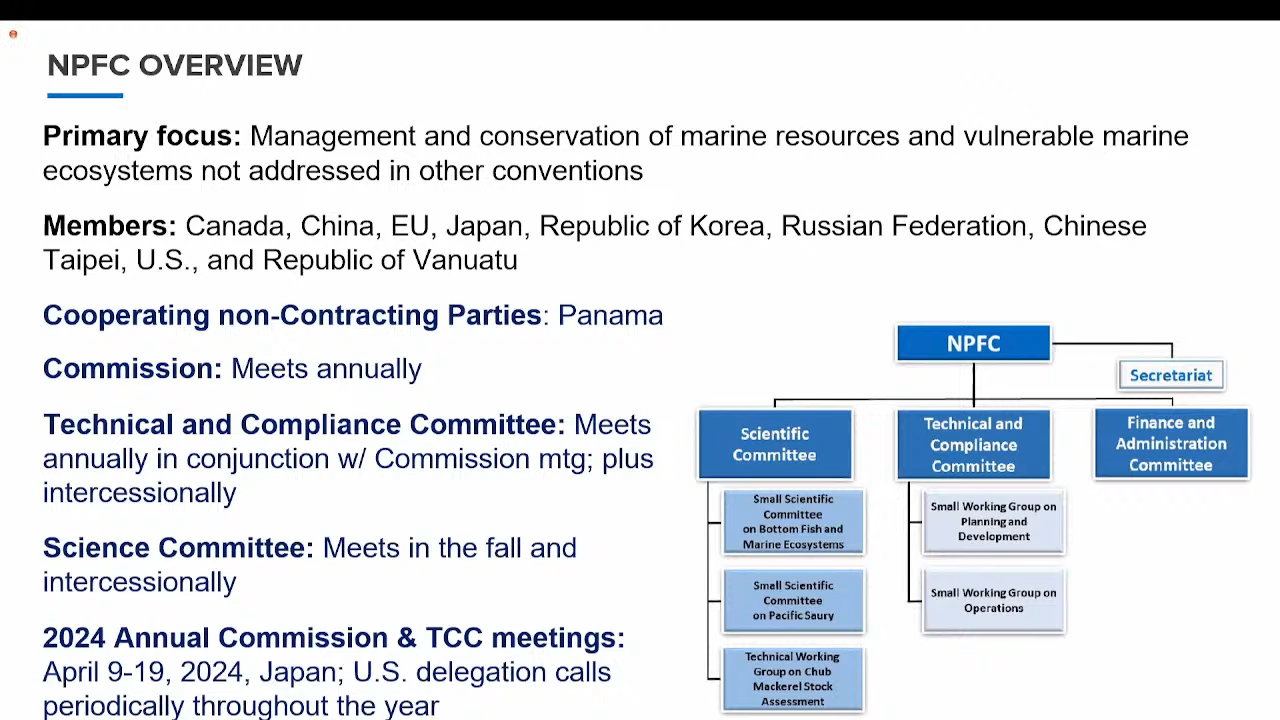 NPFC OVERVIEW
Primary focus: Management and conservation of marine resources and vulnerable marine
ecosystems not addressed in other conventions
Members: Canada, China, EU, Japan, Republic of Korea, Russian Federation, Chinese
Taipei, U.S., and Republic of Vanuatu
Cooperating non-Contracting Parties: Panama
Commission: Meets annually
Technical and Compliance Committee: Meets
annually in conjunction w/ Commission mtg; plus
intercessionally
Science Committee: Meets in the fall and
intercessionally
2024 Annual Commission & TCC meetings:
April 9-19, 2024, Japan; U.S. delegation calls
periodically throughout the year
NPFC
Secretariat
Scientific
Committee
Technical and
Compliance
Committee
Finance and
Administration
Committee
Small Scientific
Committee
on Bottom Fish and
Marine Ecosystems
Small Scientific
Committee
on Pacific Saury
Technical Working
Group on Chub
Mackerel Stock
Assessment
Small Working Group on
Planning and
Development
Small Working Group on
Operations